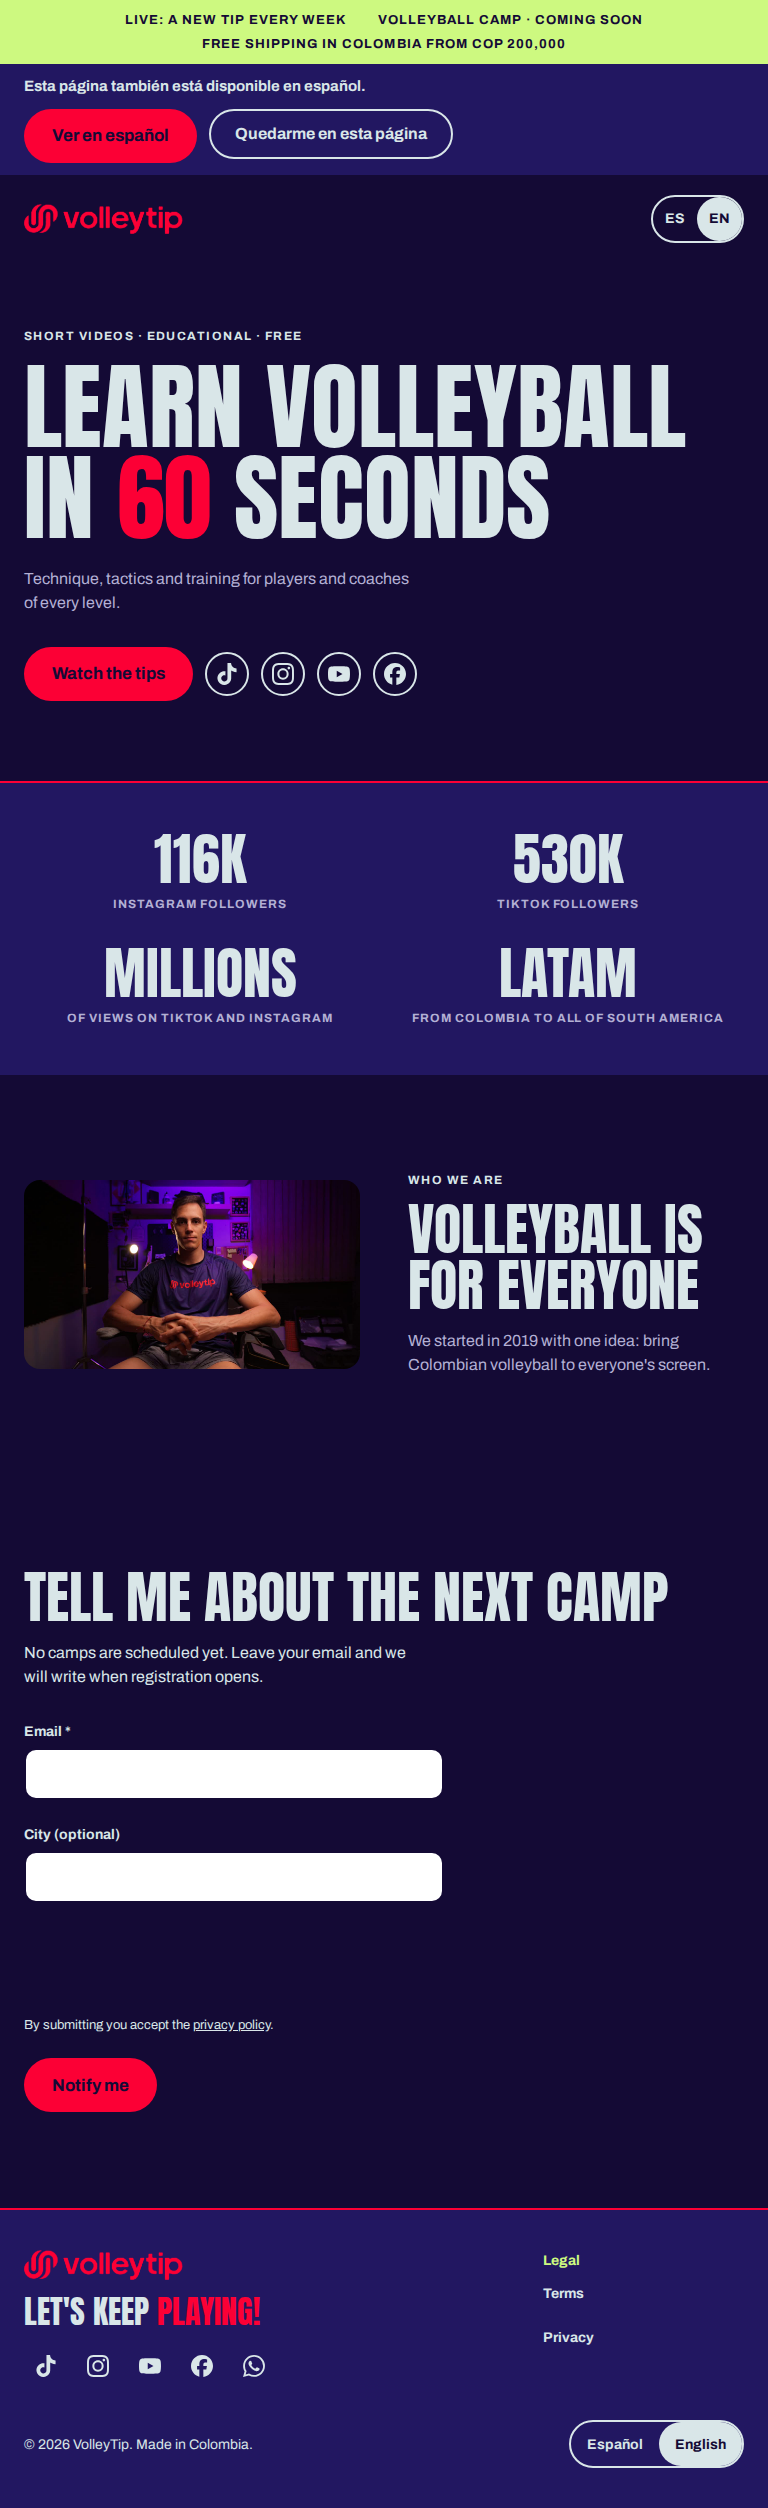 LIVE: A NEW TIP EVERY WEEK VOLLEYBALL CAMP · COMING SOON
FREE SHIPPING IN COLOMBIA FROM COP 200,000
Esta página también está disponible en español.
Ver en español
Quedarme en esta página
volleytip
ES EN
SHORT VIDEOS · EDUCATIONAL · FREE
LEARN VOLLEYBALL
IN 60 SECONDS
Technique, tactics and training for players and coaches
of every level.
Watch the tips
116K
INSTAGRAM FOLLOWERS
530K
TIKTOK FOLLOWERS
MILLIONS
OF VIEWS ON TIKTOK AND INSTAGRAM
LATAM
FROM COLOMBIA TO ALL OF SOUTH AMERICA
volleytip
WHO WE ARE
VOLLEYBALL IS
FOR EVERYONE
We started in 2019 with one idea: bring
Colombian volleyball to everyone's screen.
TELL ME ABOUT THE NEXT CAMP
No camps are scheduled yet. Leave your email and we
will write when registration opens.
Email *
City (optional)
By submitting you accept the privacy policy.
Notify me
volleytip
LET'S KEEP PLAYING!
Legal
Terms
Privacy
© 2026 VolleyTip. Made in Colombia.
Español English